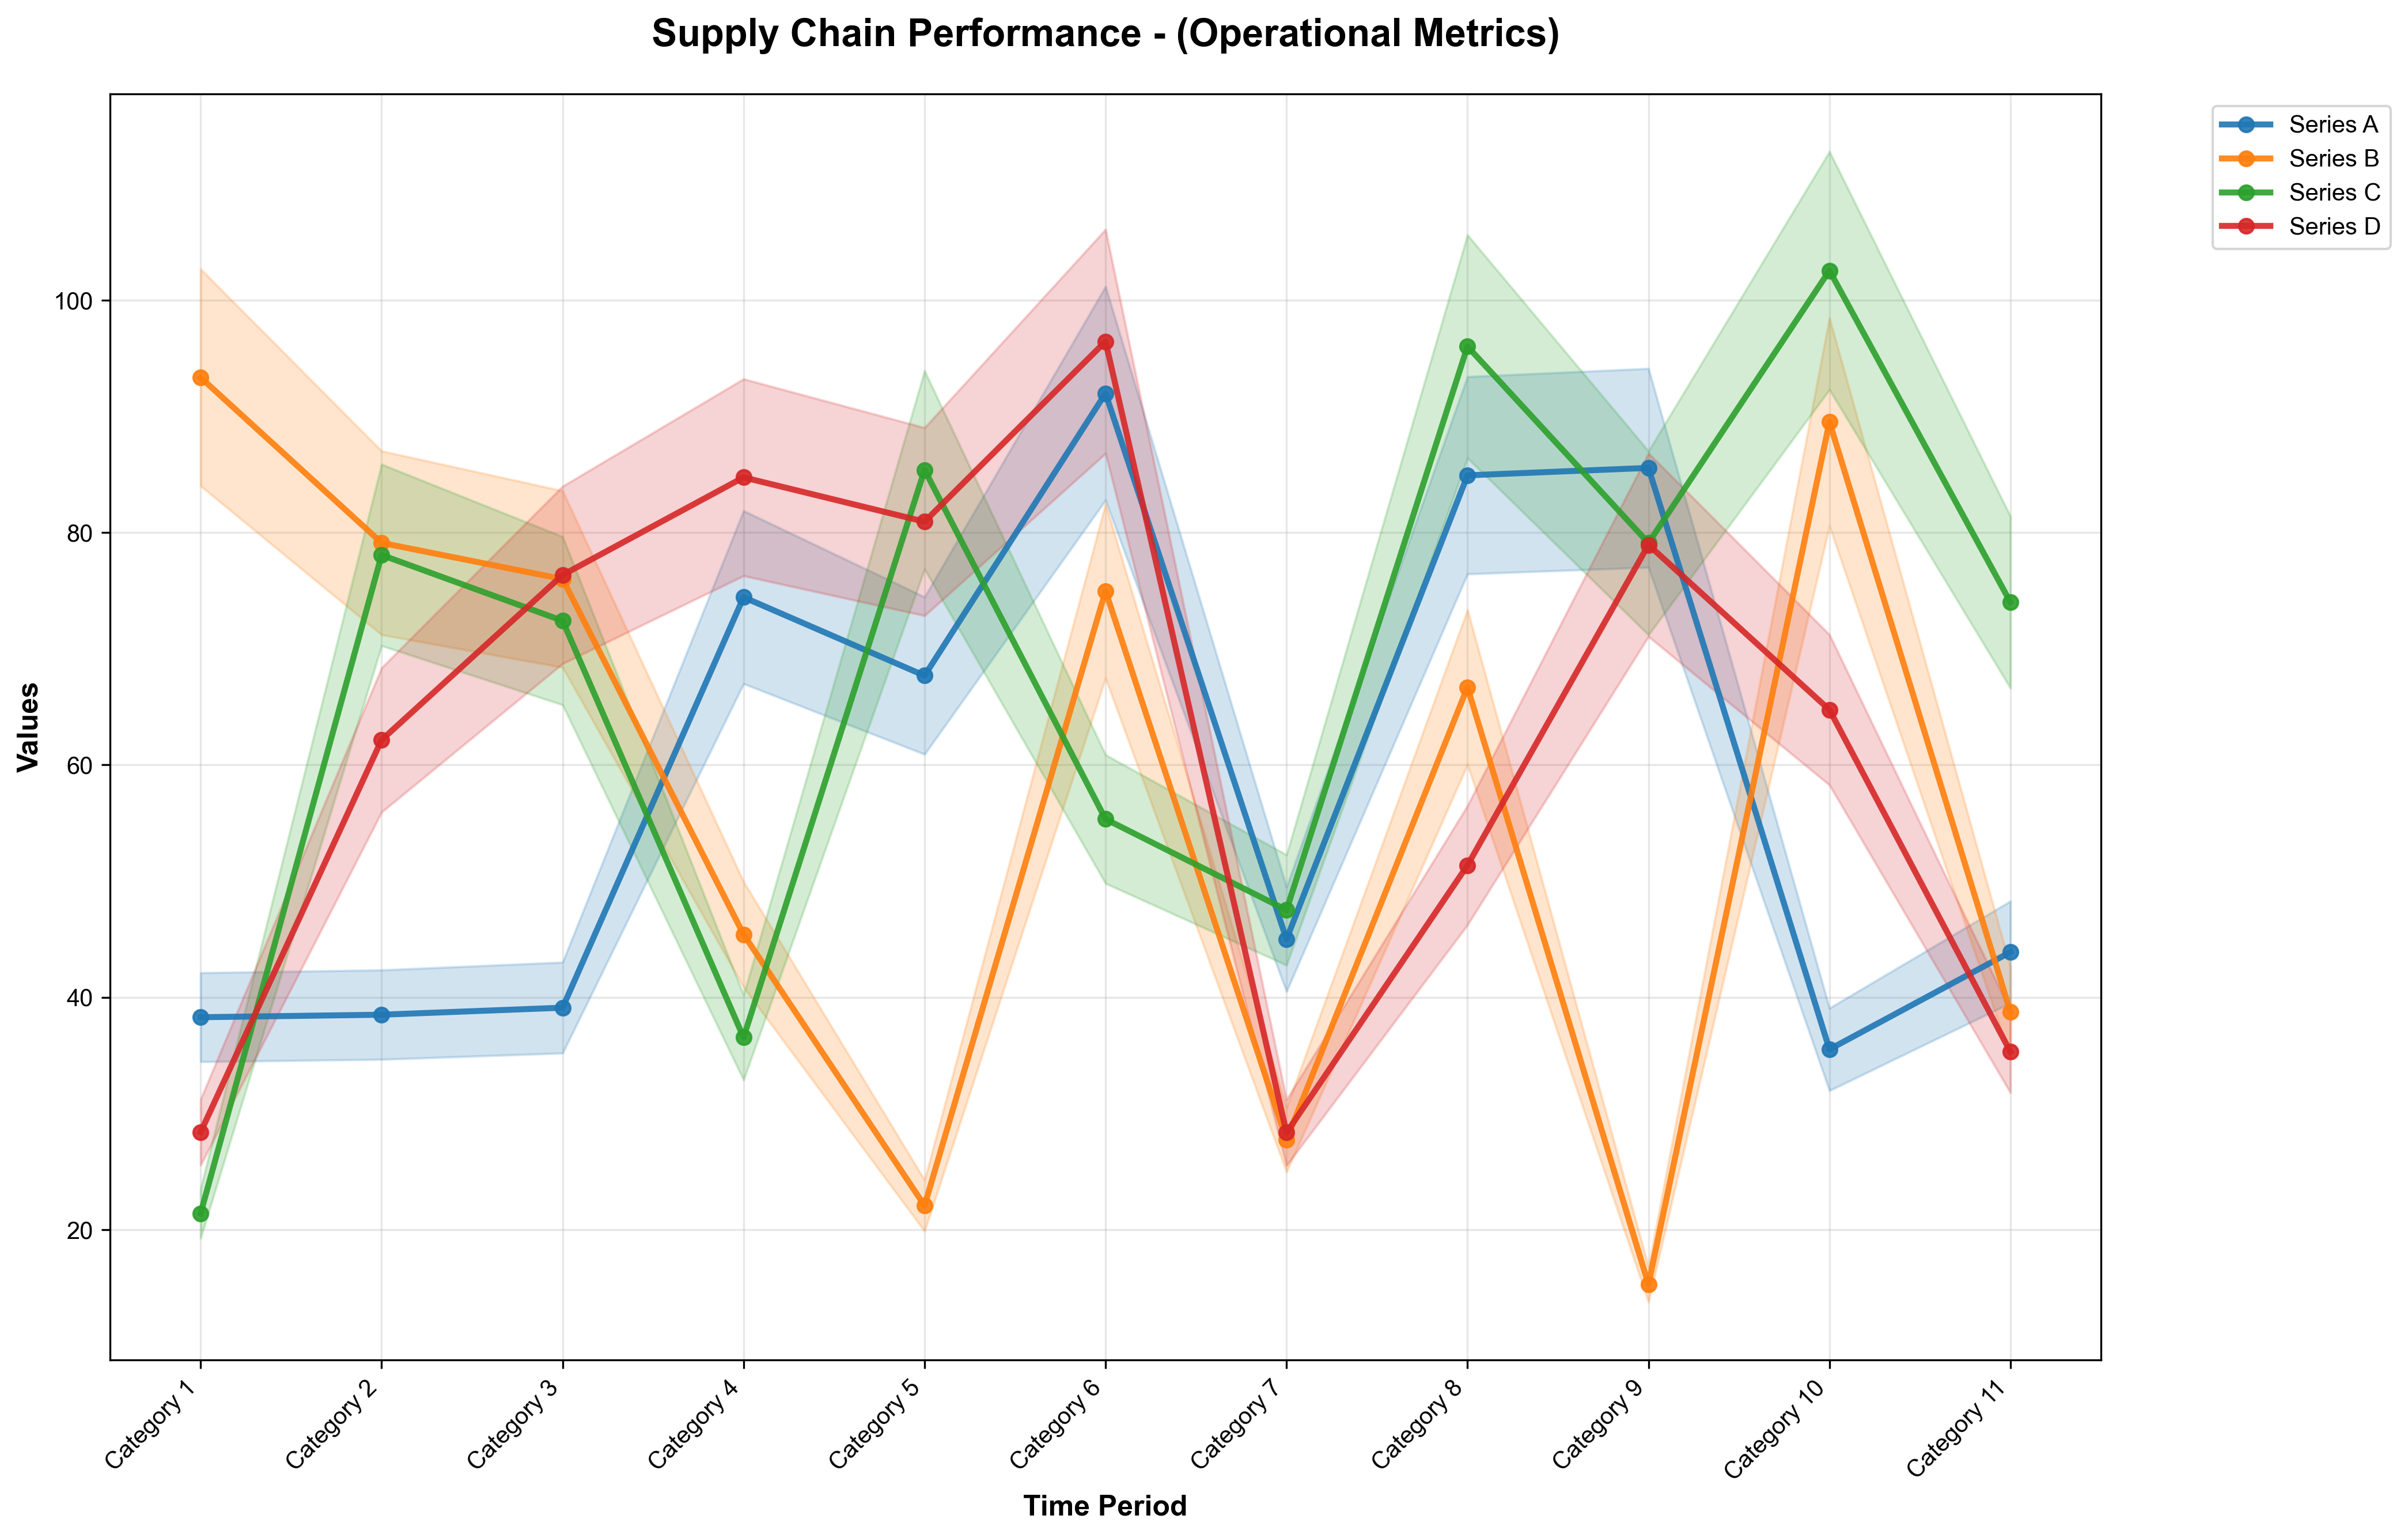 Supply Chain Performance - (Operational Metrics)
Series A
Series B
Series C
Series D
Values
100
80
60
40
20
Category 1
Category 2
Category 3
Category 4
Category 5
Category 6
Category 7
Category 8
Category 9
Category 10
Category 11
Time Period